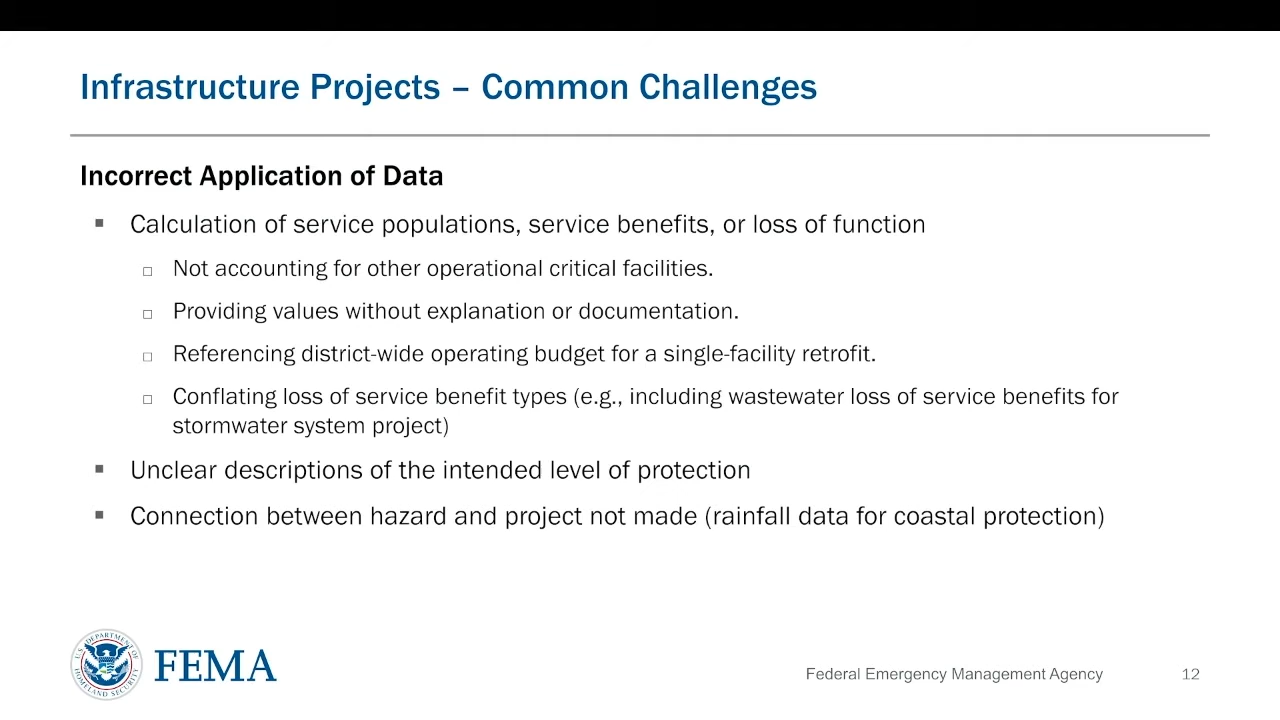 Infrastructure Projects – Common Challenges
Incorrect Application of Data
▪ Calculation of service populations, service benefits, or loss of function
□ Not accounting for other operational critical facilities.
□ Providing values without explanation or documentation.
□ Referencing district-wide operating budget for a single-facility retrofit.
□ Conflating loss of service benefit types (e.g., including wastewater loss of service benefits for
stormwater system project)
▪ Unclear descriptions of the intended level of protection
▪ Connection between hazard and project not made (rainfall data for coastal protection)
U.S. DEPARTMENT OF
HOMELAND SECURITY
FEMA
Federal Emergency Management Agency
12